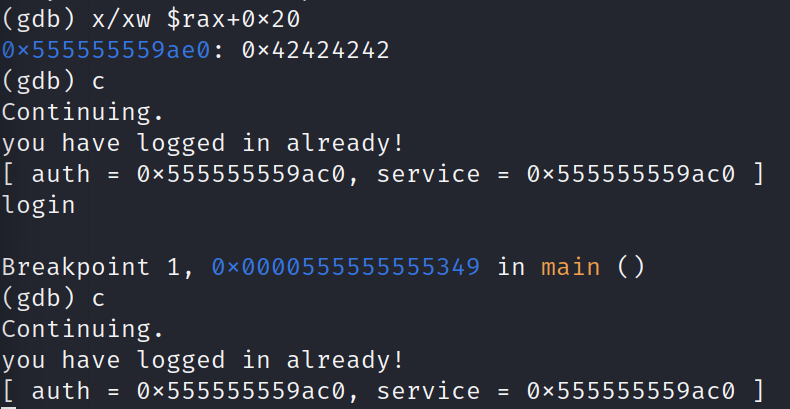 (gdb) x/xw $rax+0×20
0×555555559ae0: 0×42424242
(gdb) c
Continuing.
you have logged in already!
[ auth = 0×555555559ac0, service = 0×555555559ac0 ]
login
Breakpoint 1, 0×0000555555555349 in main ()
(gdb) c
Continuing.
you have logged in already!
[ auth = 0×555555559ac0, service = 0×555555559ac0 ]